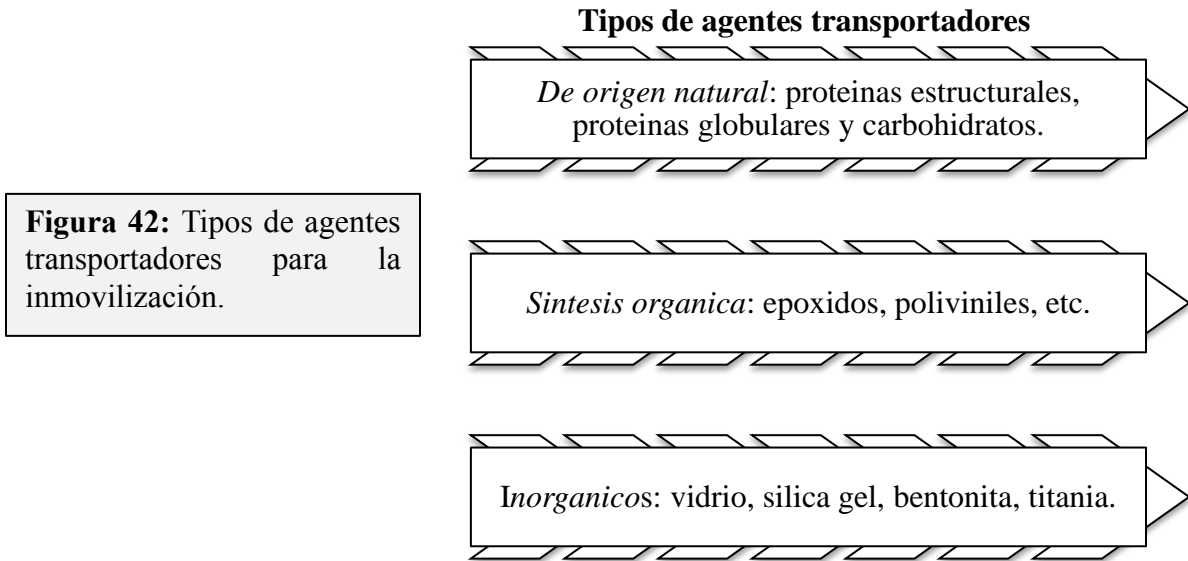 Tipos de agentes transportadores
De origen natural: proteinas estructurales,
proteinas globulares y carbohidratos.
Figura 42: Tipos de agentes
transportadores para la
inmovilización.
Sintesis organica: epoxidos, poliviniles, etc.
Inorganicos: vidrio, silica gel, bentonita, titania.